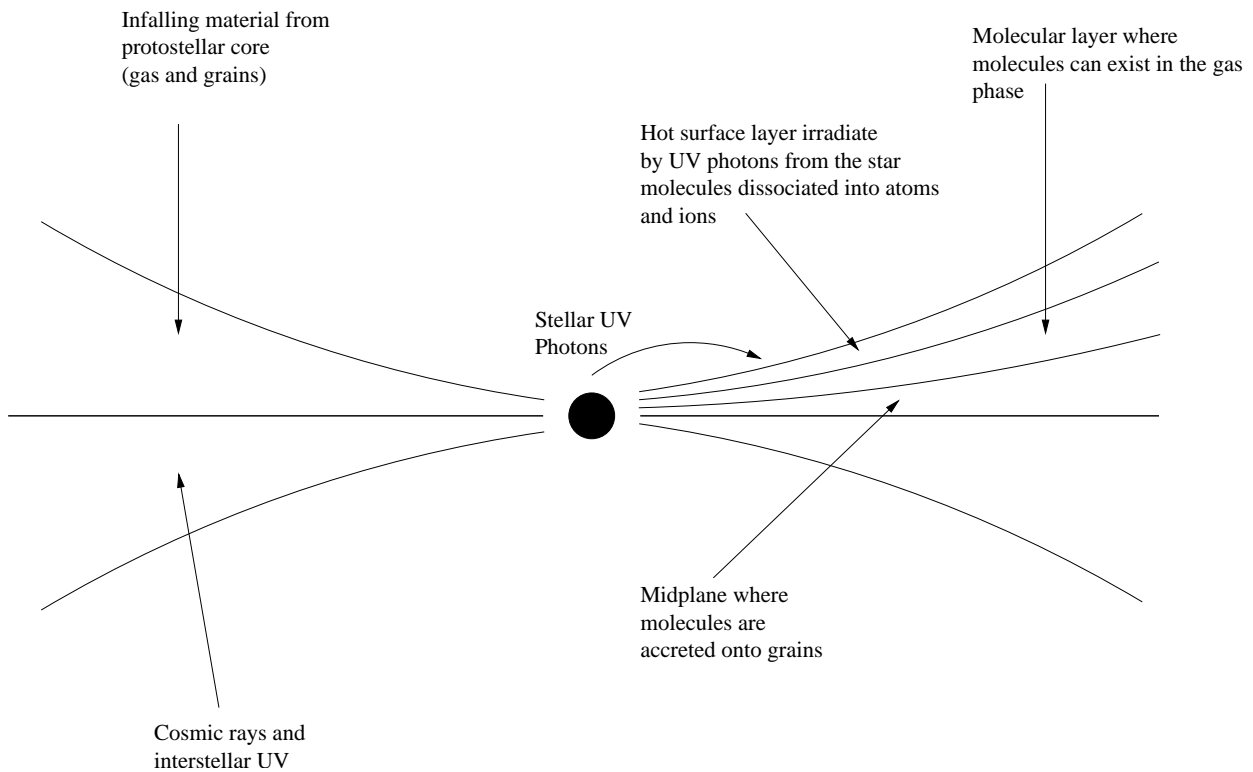 Infalling material from
protostellar core
(gas and grains)
Molecular layer where
molecules can exist in the gas
phase
Hot surface layer irradiate
by UV photons from the star
molecules dissociated into atoms
and ions
Stellar UV
Photons
Midplane where
molecules are
accreted onto grains
Cosmic rays and
interstellar UV